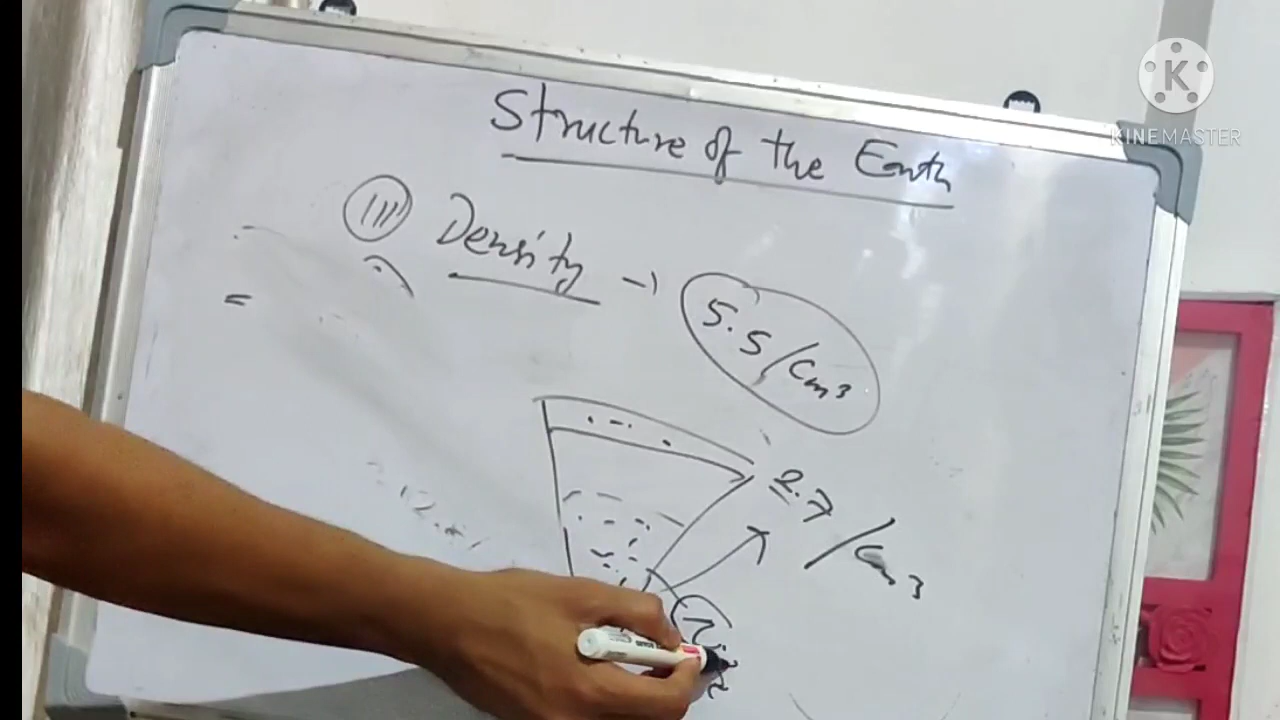 Structure of the Earth
(iii) Density → 5.5/cm3
2.7/cm3
K
KINEMASTER